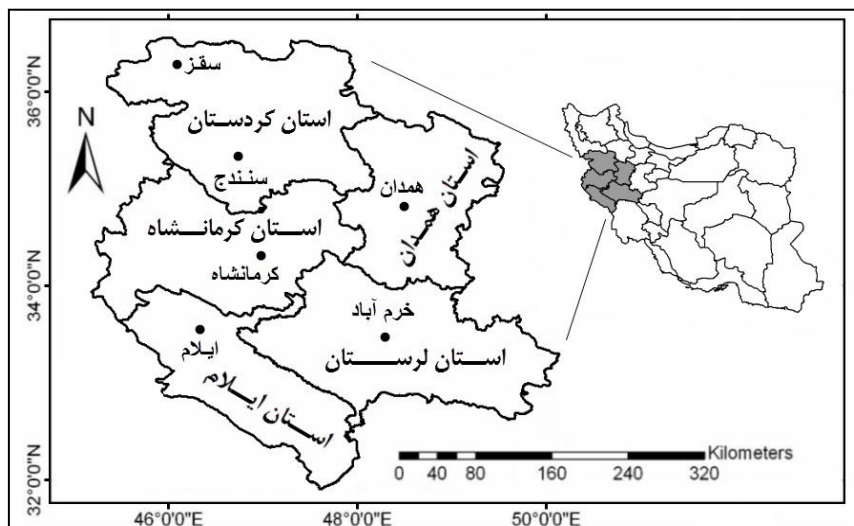 سقز
استان کردستان
سنندج
همدان
استان همدان
استان کرمانشاه
کرمانشاه
خرم آباد
استان لرستان
ایلام
استان ایلام
N
36°0'0"N
34°0'0"N
32°0'0"N
46°0'0"E
48°0'0"E
50°0'0"E
Kilometers
0 20 40 80 160 240 320